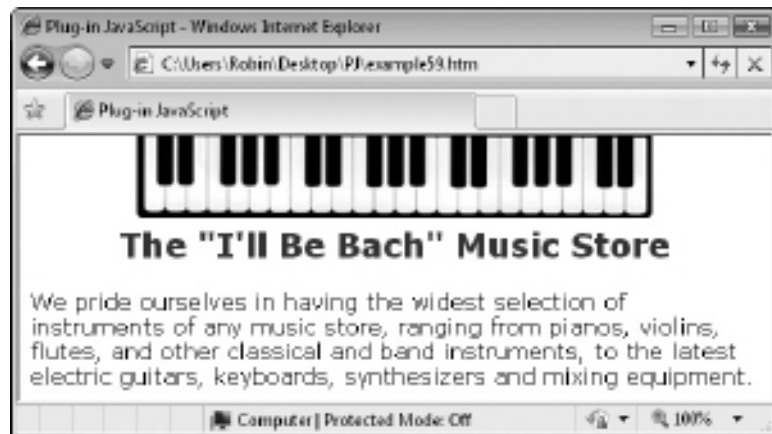 Plug-in JavaScript - Windows Internet Explorer
C:\Users\Robin\Desktop\PJ\example59.htm
Plug-in JavaScript
The "I'll Be Bach" Music Store
We pride ourselves in having the widest selection of
instruments of any music store, ranging from pianos, violins,
flutes, and other classical and band instruments, to the latest
electric guitars, keyboards, synthesizers and mixing equipment.
Computer | Protected Mode: Off
100%